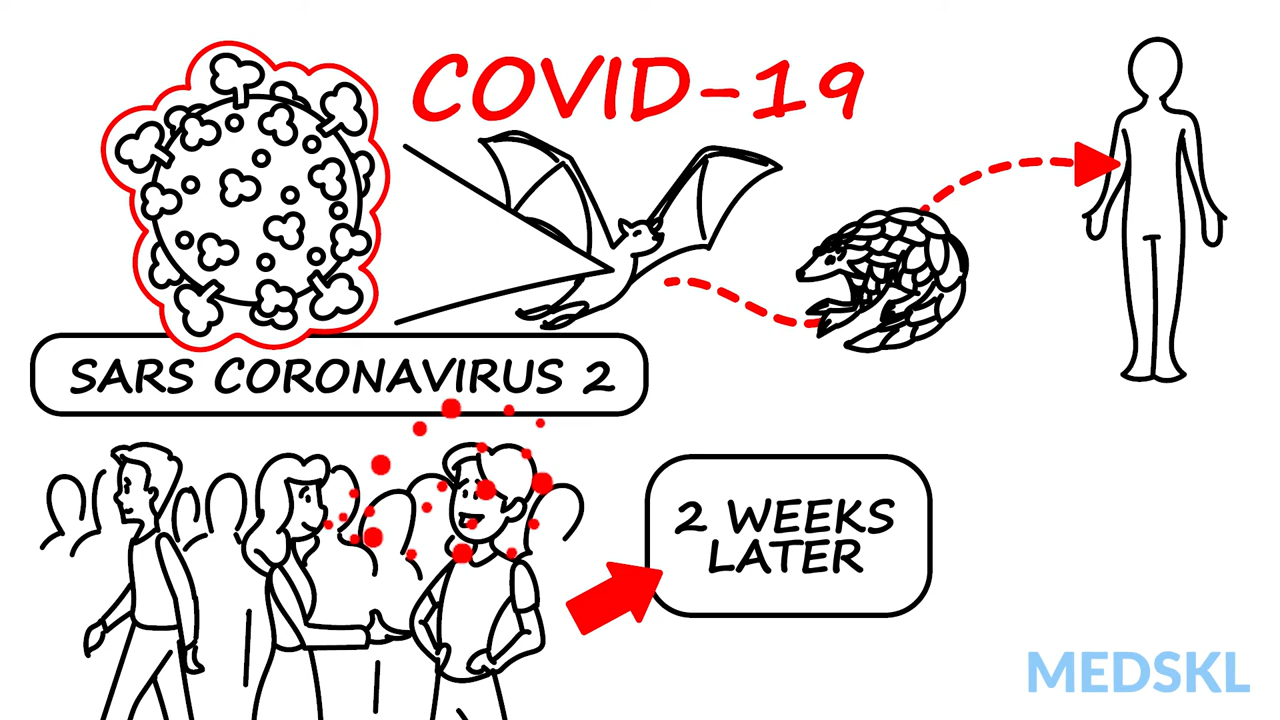 COVID-19
SARS CORONAVIRUS 2
2 WEEKS
LATER
MEDSKL